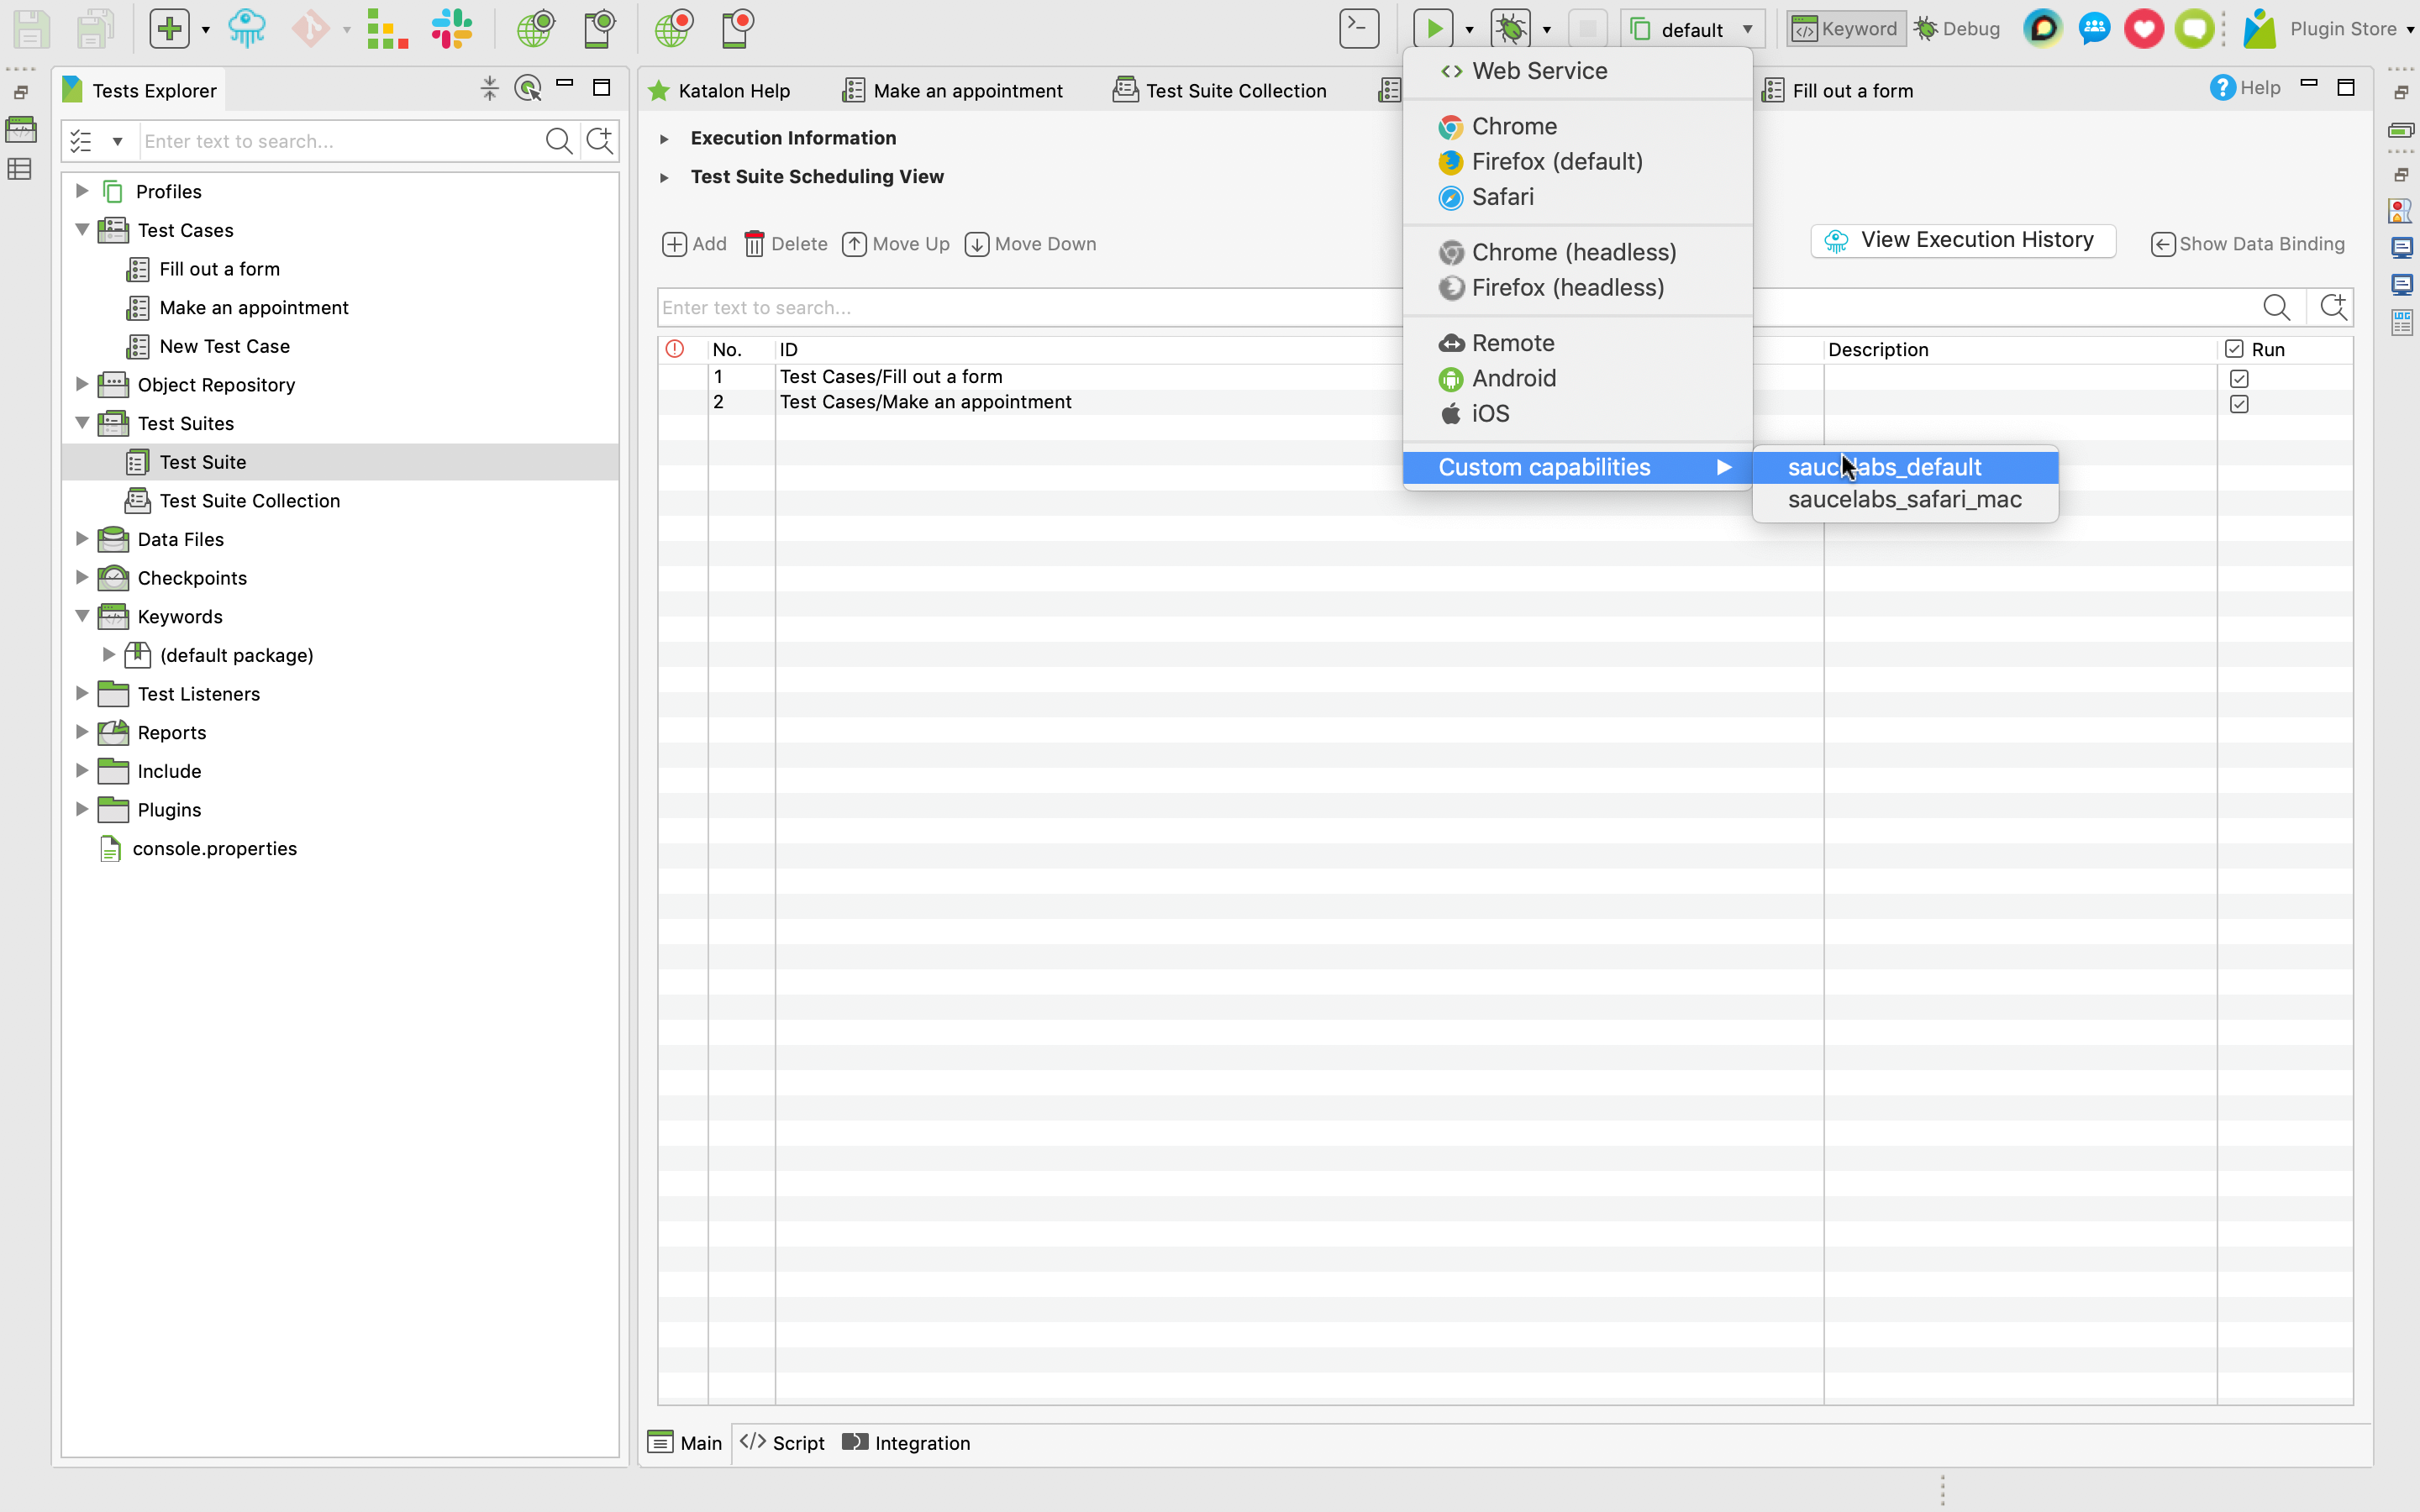 default
Keyword
Debug
Plugin Store
Tests Explorer
Enter text to search...
Profiles
Test Cases
Fill out a form
Make an appointment
New Test Case
Object Repository
Test Suites
Test Suite
Test Suite Collection
Data Files
Checkpoints
Keywords
(default package)
Test Listeners
Reports
Include
Plugins
console.properties
Katalon Help
Make an appointment
Test Suite Collection
Fill out a form
Help
Execution Information
Test Suite Scheduling View
Add
Delete
Move Up
Move Down
View Execution History
Show Data Binding
Enter text to search...
No.
ID
Description
Run
1
Test Cases/Fill out a form
2
Test Cases/Make an appointment
Web Service
Chrome
Firefox (default)
Safari
Chrome (headless)
Firefox (headless)
Remote
Android
iOS
Custom capabilities
saucelabs_default
saucelabs_safari_mac
Main
Script
Integration
LOG